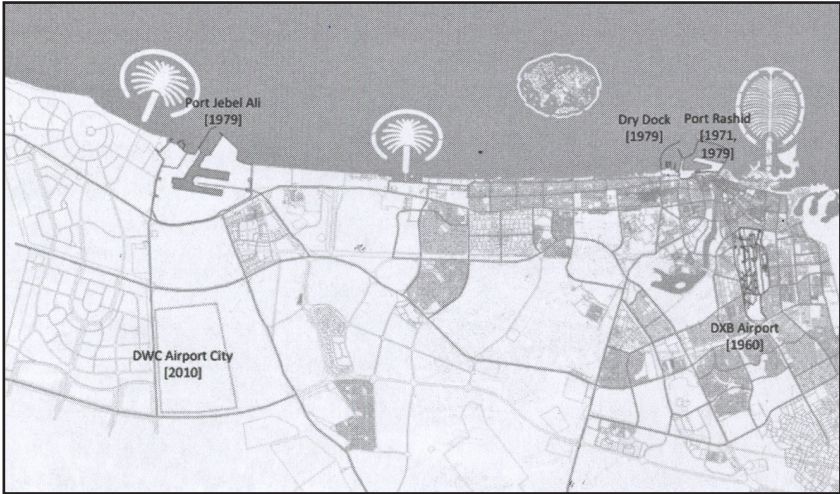 Port Jebel Ali
[1979]
Dry Dock
[1979]
Port Rashid
[1971,
1979]
DXB Airport
[1960]
DWC Airport City
[2010]